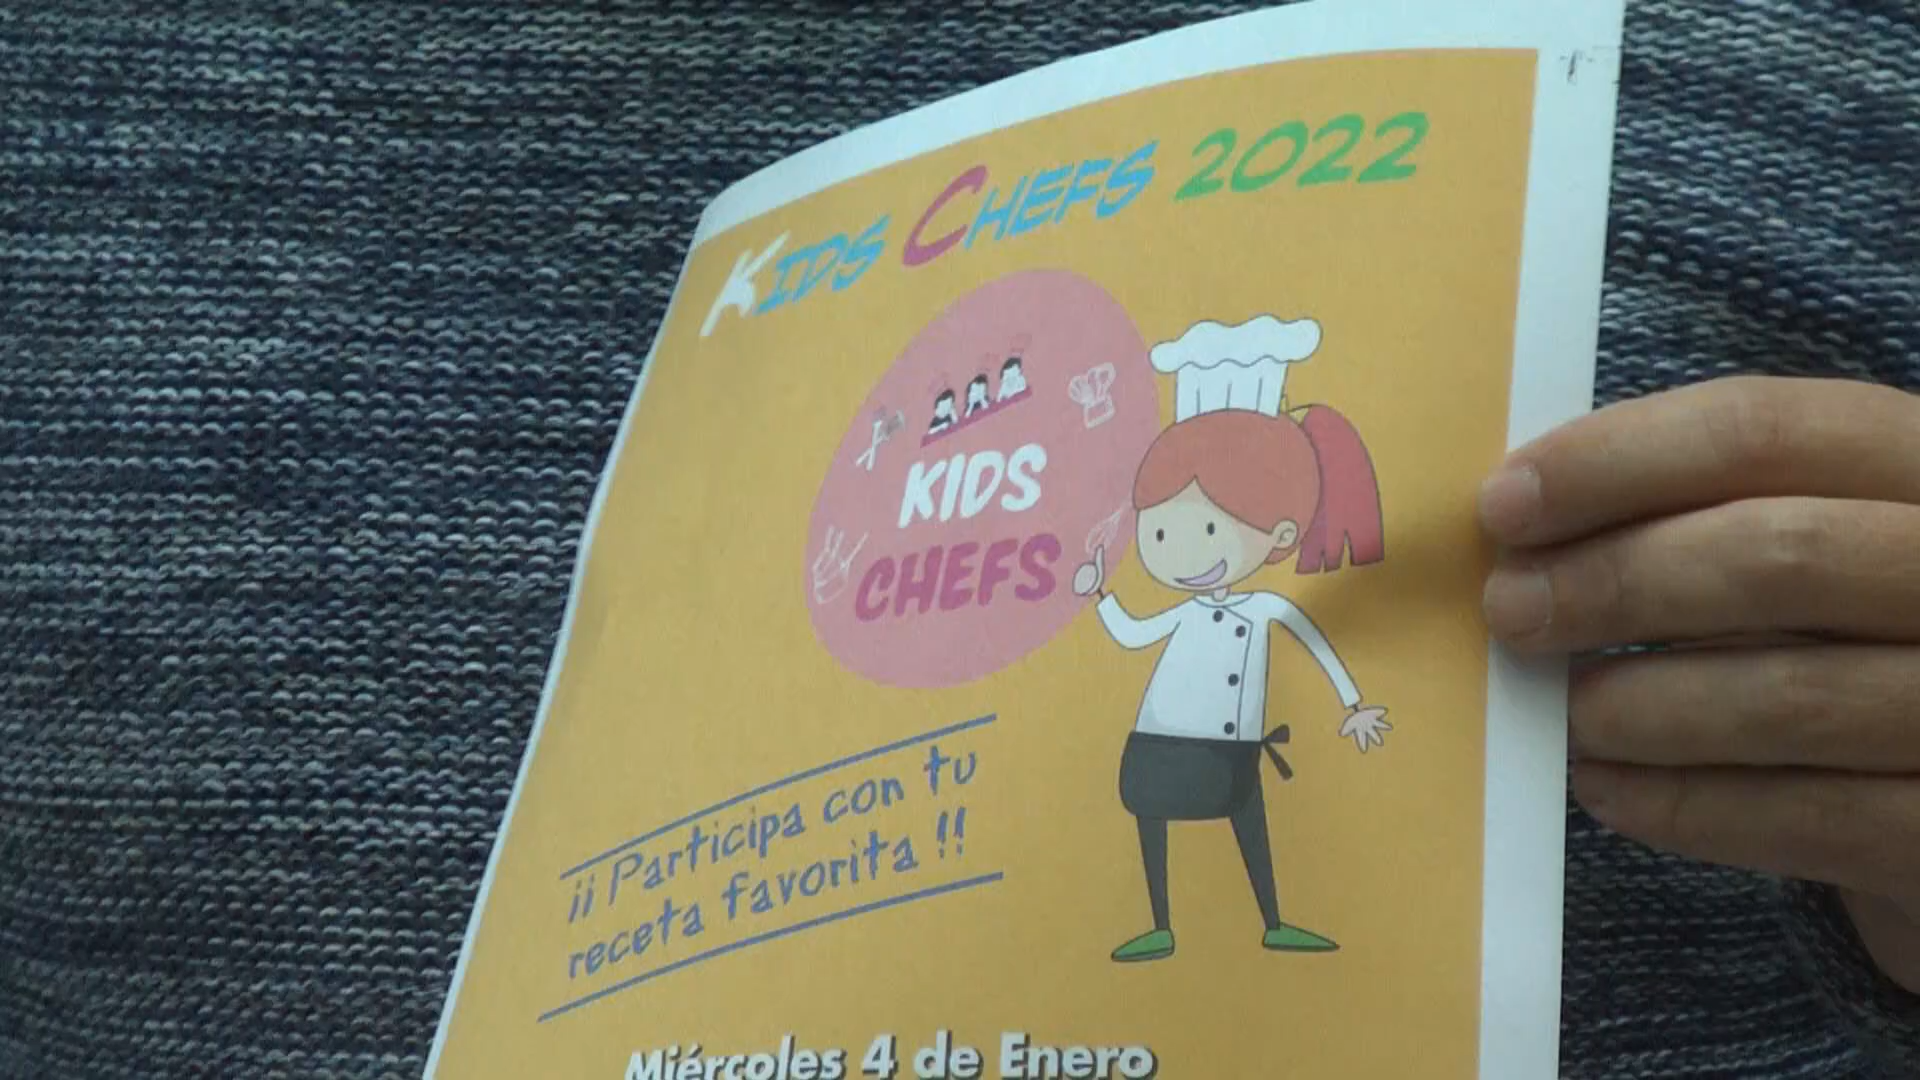 KIDS CHEFS 2022
KIDS
CHEFS
¡¡Participa con tu
receta favorita!!
Miércoles 4 de Enero